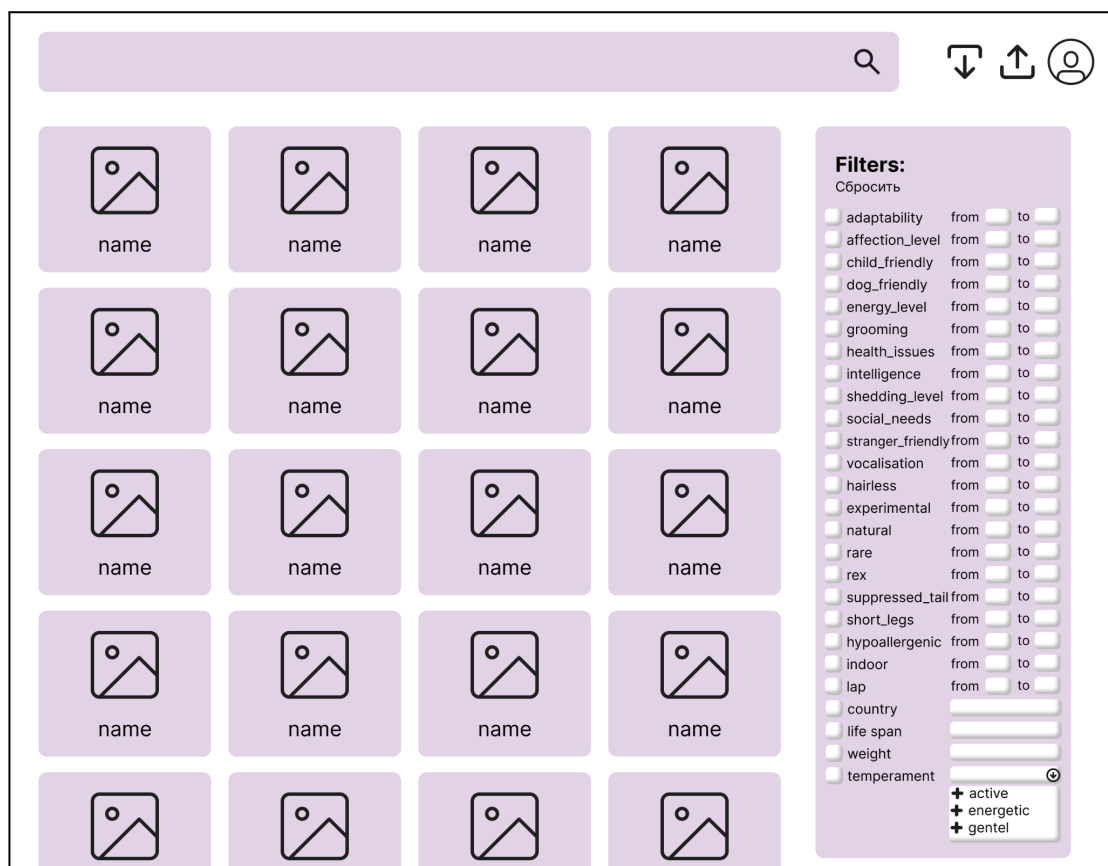 name name name name
name name name name
name name name name
name name name name
Filters:
Сбросить
adaptability from to
affection_level from to
child_friendly from to
dog_friendly from to
energy_level from to
grooming from to
health_issues from to
intelligence from to
shedding_level from to
social_needs from to
stranger_friendly from to
vocalisation from to
hairless from to
experimental from to
natural from to
rare from to
rex from to
suppressed_tail from to
short_legs from to
hypoallergenic from to
indoor from to
lap from to
country
life span
weight
temperament
active
energetic
gentel